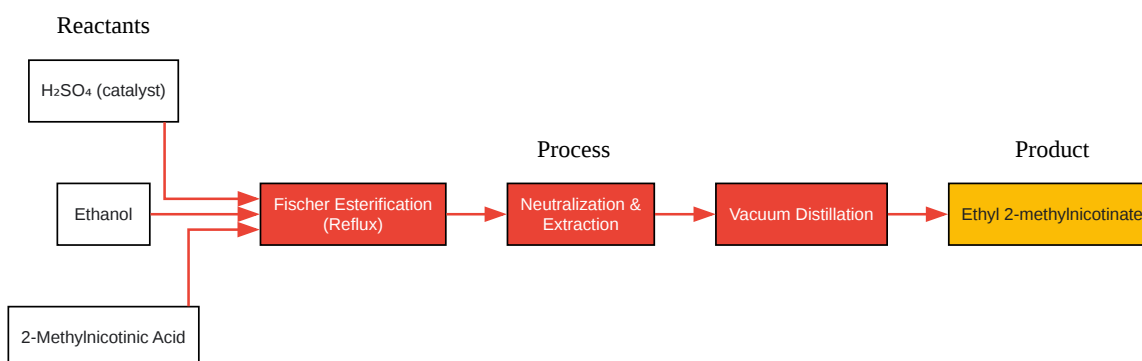 Reactants
H₂SO₄ (catalyst)
Process
Product
Ethanol
Fischer Esterification
(Reflux)
Neutralization &
Extraction
Vacuum Distillation
Ethyl 2-methylnicotinate
2-Methylnicotinic Acid